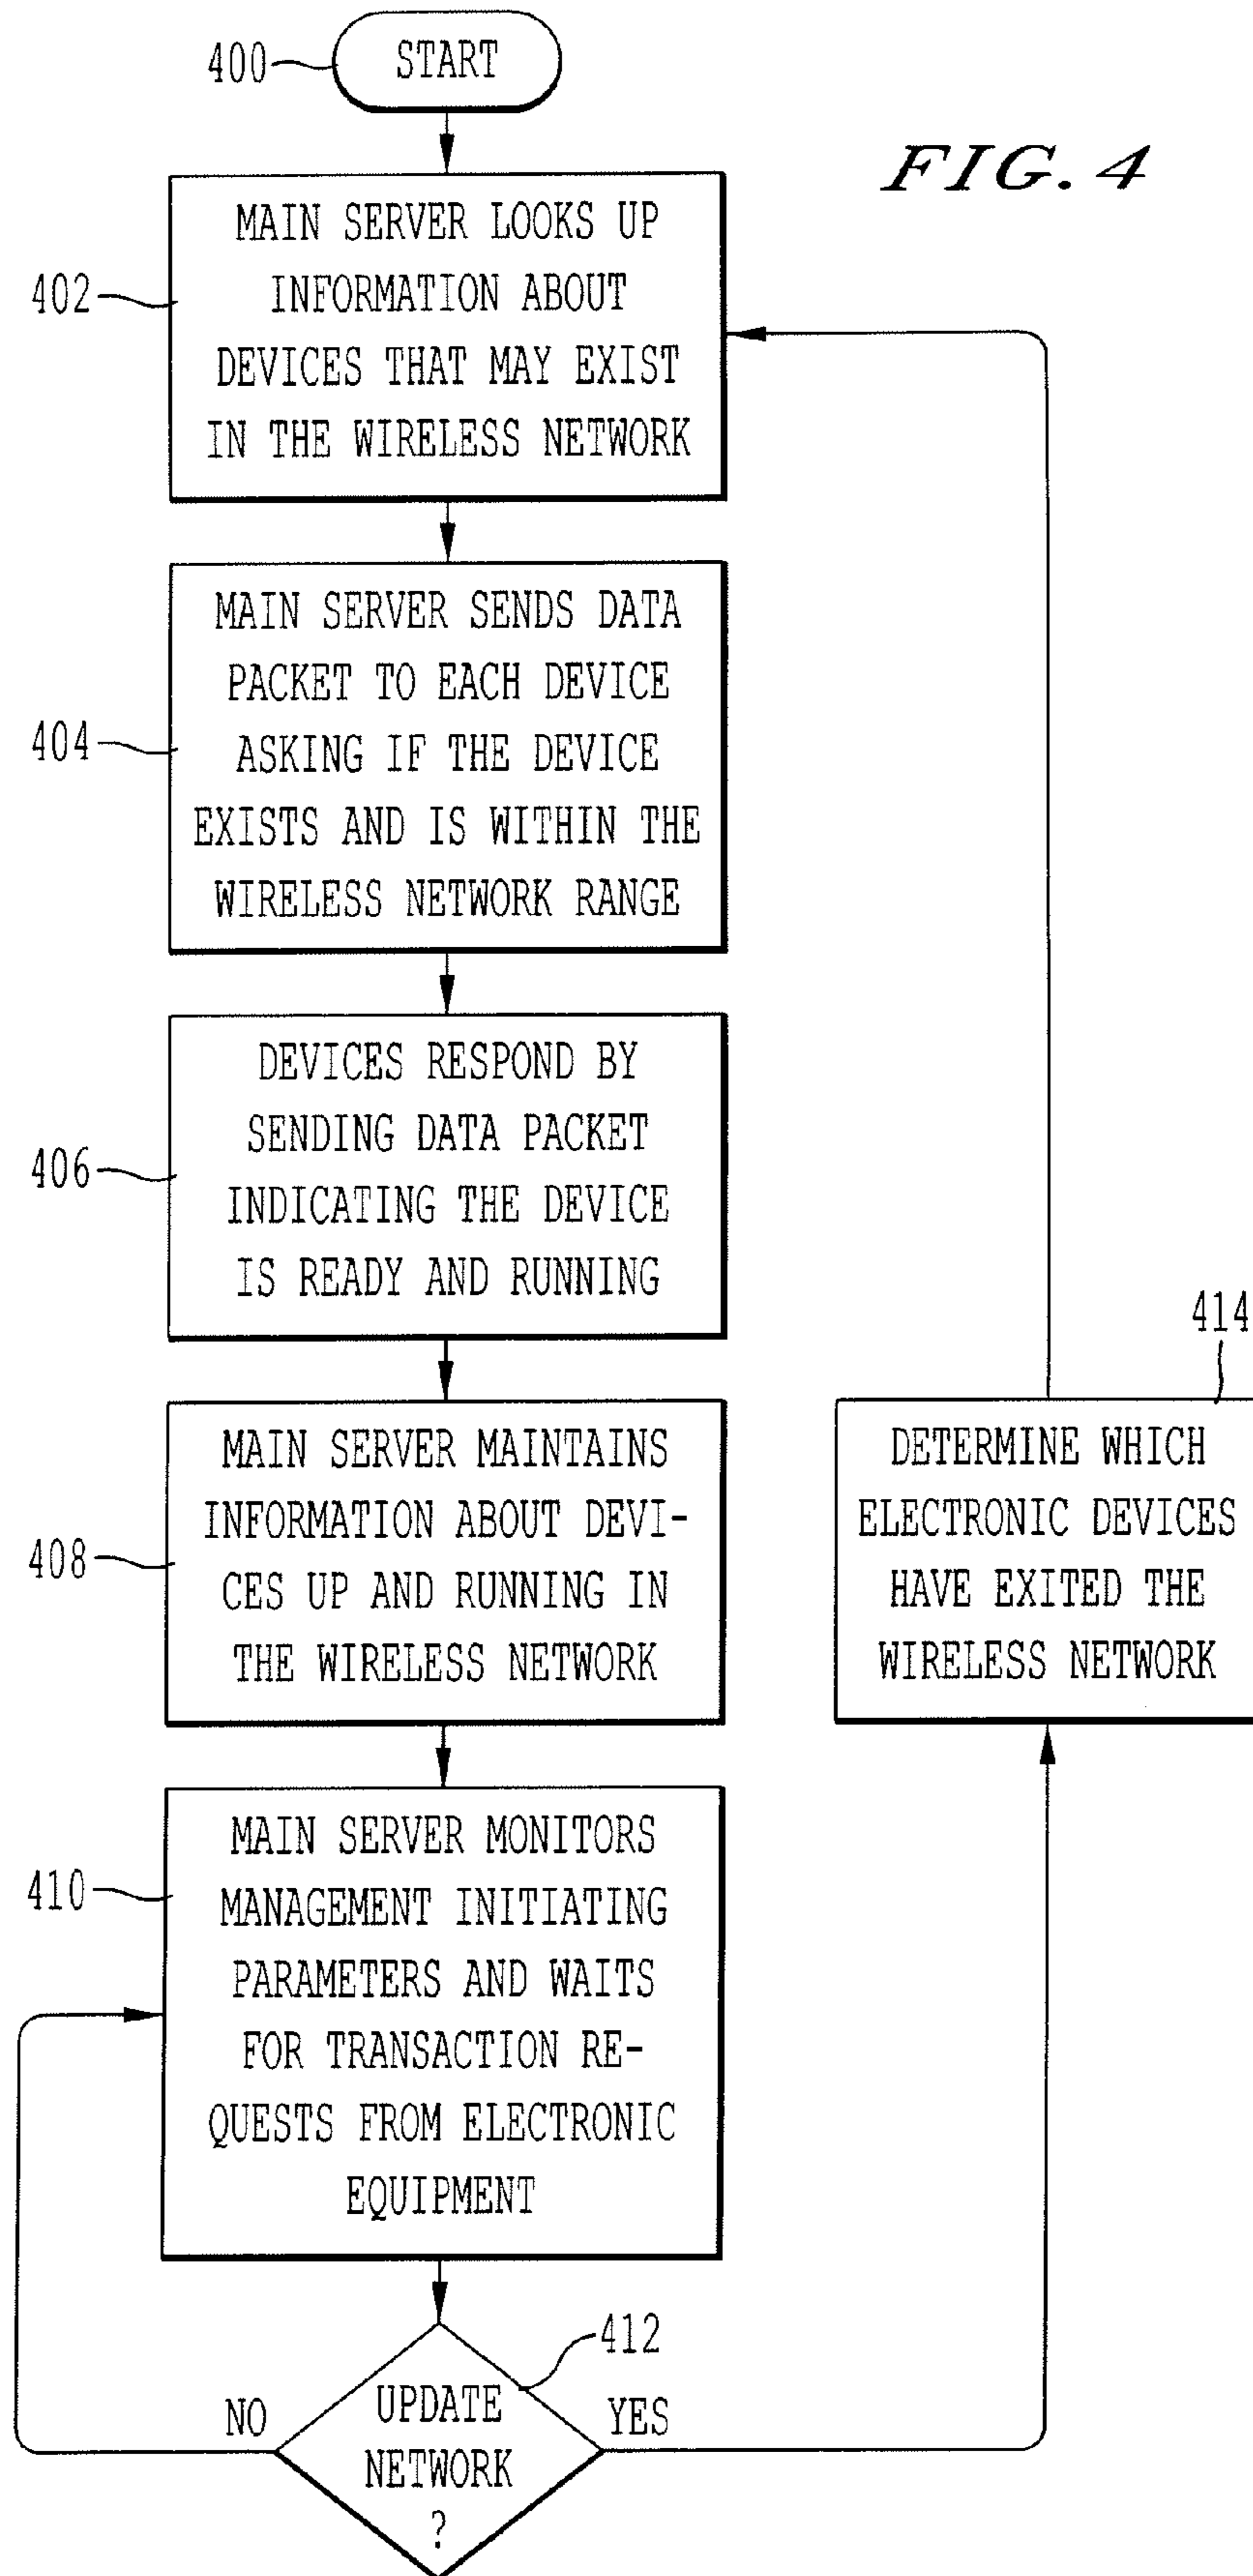 400
START
FIG. 4
402
MAIN SERVER LOOKS UP
INFORMATION ABOUT
DEVICES THAT MAY EXIST
IN THE WIRELESS NETWORK
404
MAIN SERVER SENDS DATA
PACKET TO EACH DEVICE
ASKING IF THE DEVICE
EXISTS AND IS WITHIN THE
WIRELESS NETWORK RANGE
406
DEVICES RESPOND BY
SENDING DATA PACKET
INDICATING THE DEVICE
IS READY AND RUNNING
408
MAIN SERVER MAINTAINS
INFORMATION ABOUT DEVI-
CES UP AND RUNNING IN
THE WIRELESS NETWORK
414
DETERMINE WHICH
ELECTRONIC DEVICES
HAVE EXITED THE
WIRELESS NETWORK
410
MAIN SERVER MONITORS
MANAGEMENT INITIATING
PARAMETERS AND WAITS
FOR TRANSACTION RE-
QUESTS FROM ELECTRONIC
EQUIPMENT
412
NO
UPDATE
NETWORK
?
YES